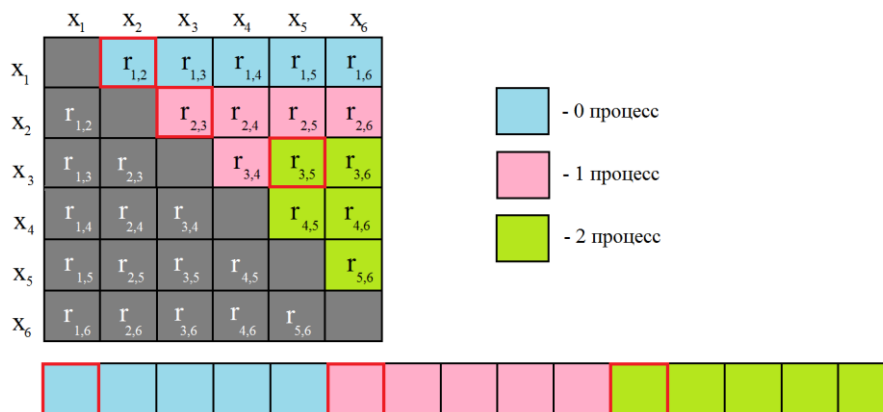 x₁ x₂ x₃ x₄ x₅ x₆
x₁ r₁,₂ r₁,₃ r₁,₄ r₁,₅ r₁,₆
x₂ r₁,₂ r₂,₃ r₂,₄ r₂,₅ r₂,₆
x₃ r₁,₃ r₂,₃ r₃,₄ r₃,₅ r₃,₆
x₄ r₁,₄ r₂,₄ r₃,₄ r₄,₅ r₄,₆
x₅ r₁,₅ r₂,₅ r₃,₅ r₄,₅ r₅,₆
x₆ r₁,₆ r₂,₆ r₃,₆ r₄,₆ r₅,₆
- 0 процесс
- 1 процесс
- 2 процесс